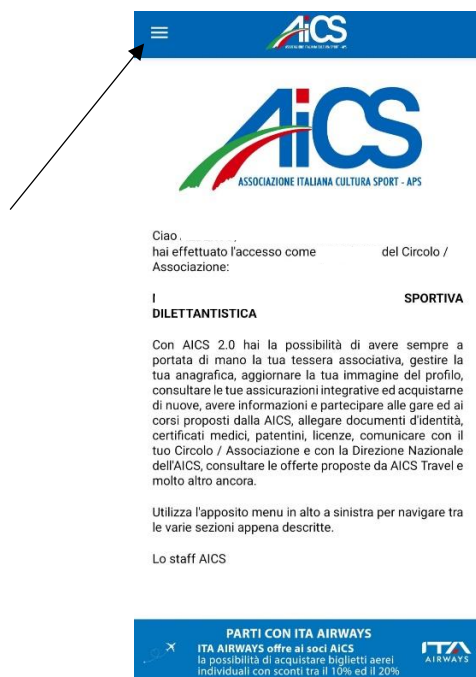 AiCS
AiCS
ASSOCIAZIONE ITALIANA CULTURA SPORT - APS
Ciao
hai effettuato l'accesso come del Circolo /
Associazione:
SPORTIVA
DILETTANTISTICA
Con AICS 2.0 hai la possibilità di avere sempre a
portata di mano la tua tessera associativa, gestire la
tua anagrafica, aggiornare la tua immagine del profilo,
consultare le tue assicurazioni integrative ed acquistarne
di nuove, avere informazioni e partecipare alle gare ed ai
corsi proposti dalla AICS, allegare documenti d'identità,
certificati medici, patentini, licenze, comunicare con il
tuo Circolo / Associazione e con la Direzione Nazionale
dell'AICS, consultare le offerte proposte da AICS Travel e
molto altro ancora.
Utilizza l'apposito menu in alto a sinistra per navigare tra
le varie sezioni appena descritte.
Lo staff AICS
PARTI CON ITA AIRWAYS
ITA AIRWAYS offre ai soci AiCS
la possibilità di acquistare biglietti aerei
individuali con sconti tra il 10% ed il 20%
ITA
AIRWAYS